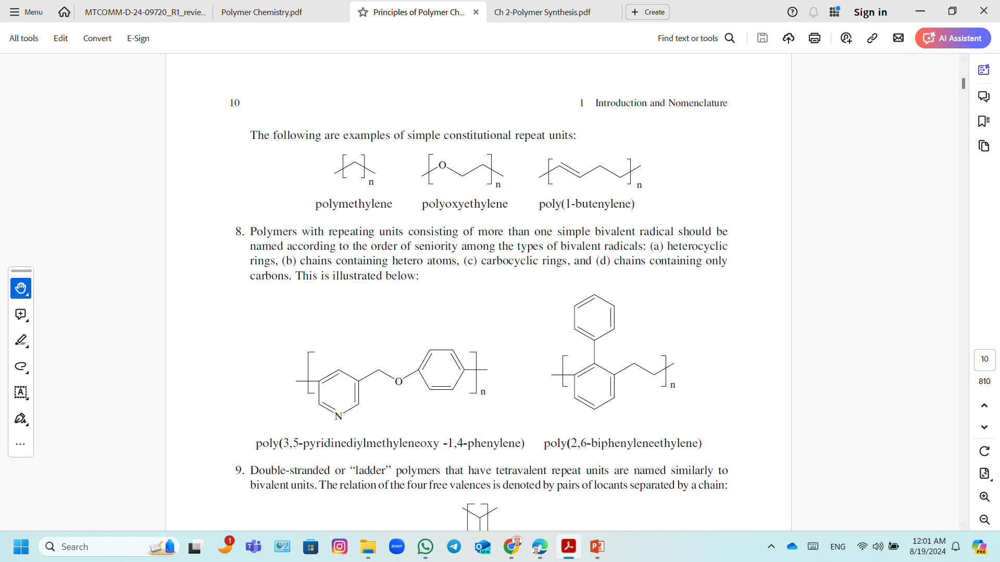 Menu
MTCOMM-D-24-09720_R1_revie...
Polymer Chemistry.pdf
Principles of Polymer Ch...
Ch 2-Polymer Synthesis.pdf
Create
Sign in
All tools
Edit
Convert
E-Sign
Find text or tools
AI Assistant
10
1 Introduction and Nomenclature
The following are examples of simple constitutional repeat units:
n
O
n
n
polymethylene
polyoxyethylene
poly(1-butenylene)
8. Polymers with repeating units consisting of more than one simple bivalent radical should be
named according to the order of seniority among the types of bivalent radicals: (a) heterocyclic
rings, (b) chains containing hetero atoms, (c) carbocyclic rings, and (d) chains containing only
carbons. This is illustrated below:
O
N
n
n
poly(3,5-pyridinediylmethyleneoxy -1,4-phenylene)
poly(2,6-biphenyleneethylene)
9. Double-stranded or “ladder” polymers that have tetravalent repeat units are named similarly to
bivalent units. The relation of the four free valences is denoted by pairs of locants separated by a chain:
A
10
810
Search
1
zoom
NEW
ENG
12:01 AM
8/19/2024
PRE